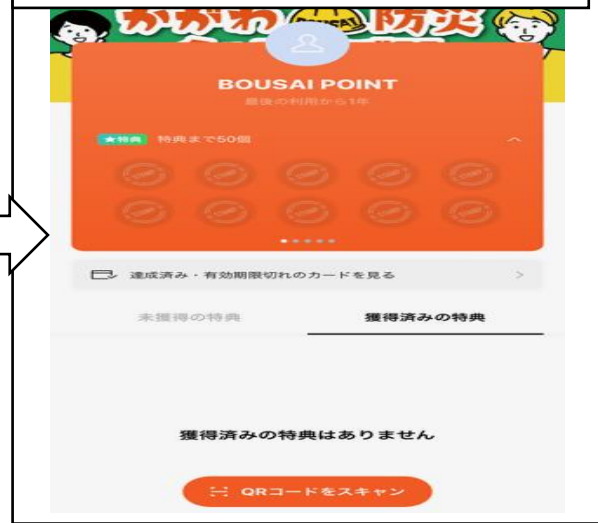 かがわ
防災
BOUSAI POINT
最後の利用から1年
★特典 特典まで50個
達成済み・有効期限切れのカードを見る
未獲得の特典 獲得済みの特典
獲得済みの特典はありません
QRコードをスキャン